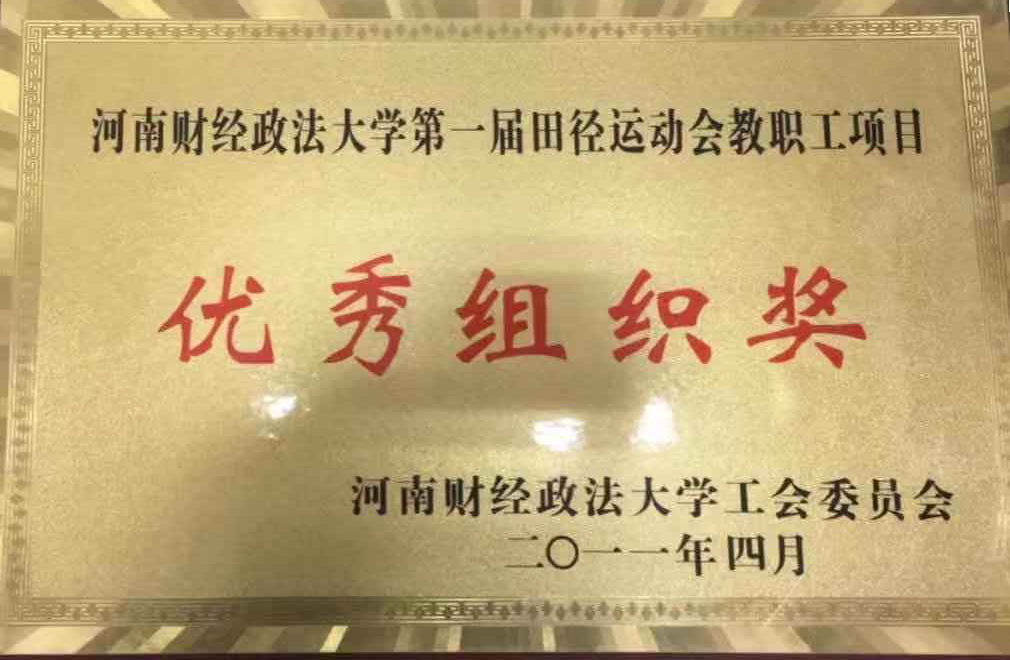 河南财经政法大学第一届田径运动会教职工项目
优秀组织奖
河南财经政法大学工会委员会
二〇一一年四月